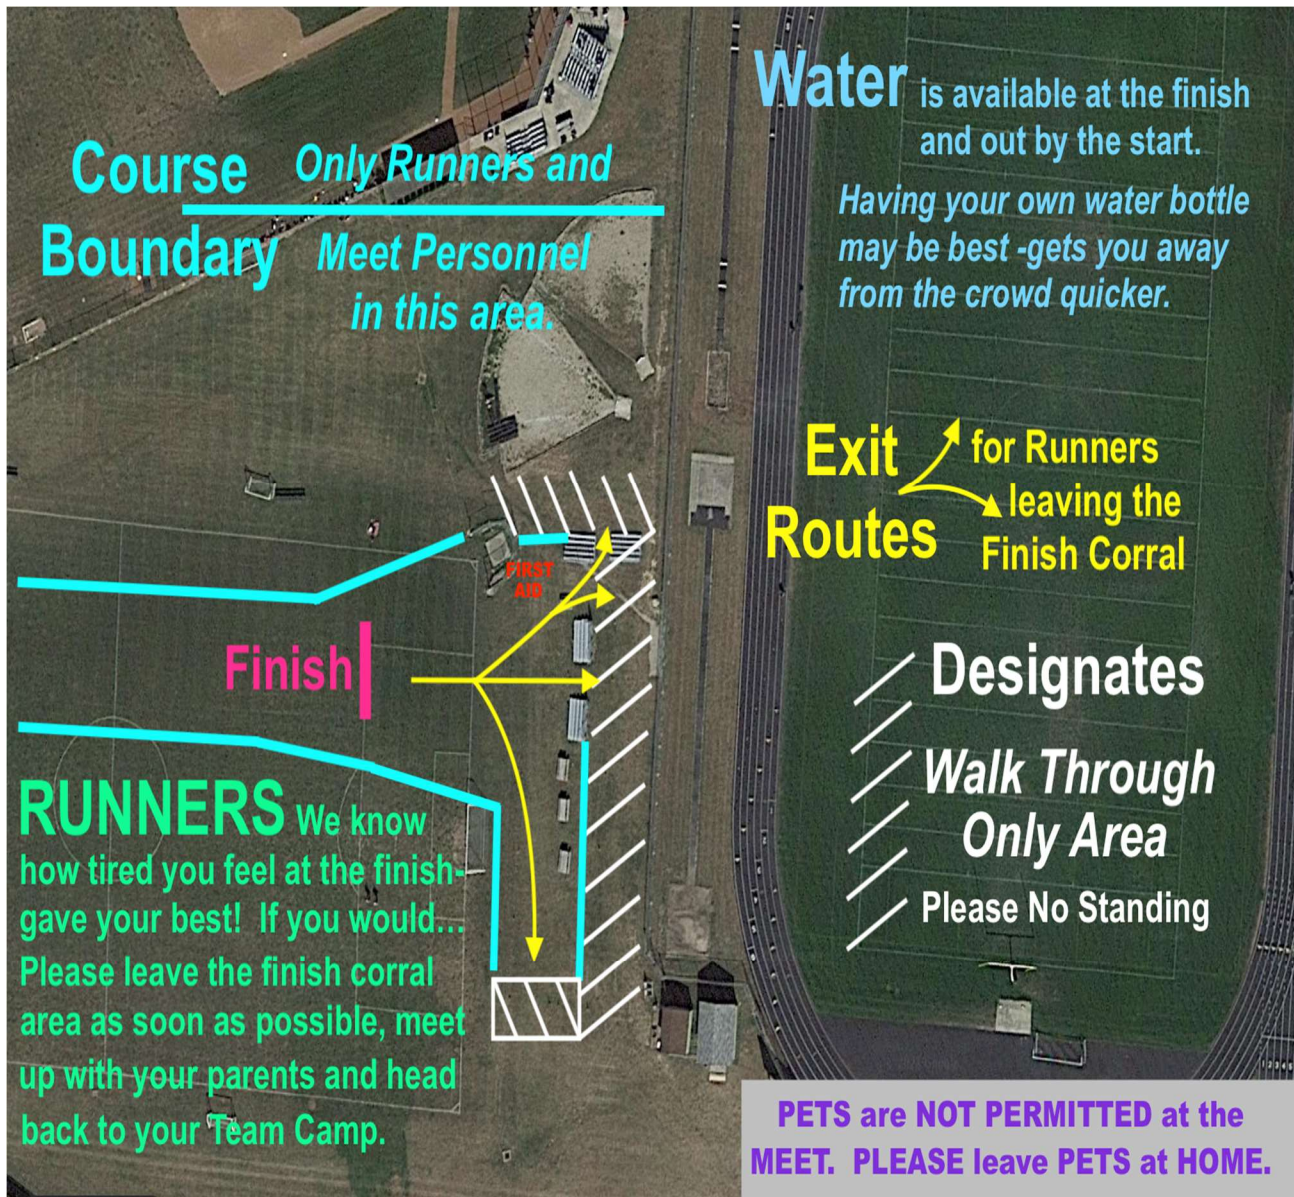 Water is available at the finish
and out by the start.
Having your own water bottle
may be best -gets you away
from the crowd quicker.
Course
Boundary
Only Runners and
Meet Personnel
in this area.
Exit
Routes
for Runners
leaving the
Finish Corral
FIRST
AID
Finish
Designates
Walk Through
Only Area
Please No Standing
RUNNERS We know
how tired you feel at the finish-
gave your best! If you would...
Please leave the finish corral
area as soon as possible, meet
up with your parents and head
back to your Team Camp.
PETS are NOT PERMITTED at the
MEET. PLEASE leave PETS at HOME.